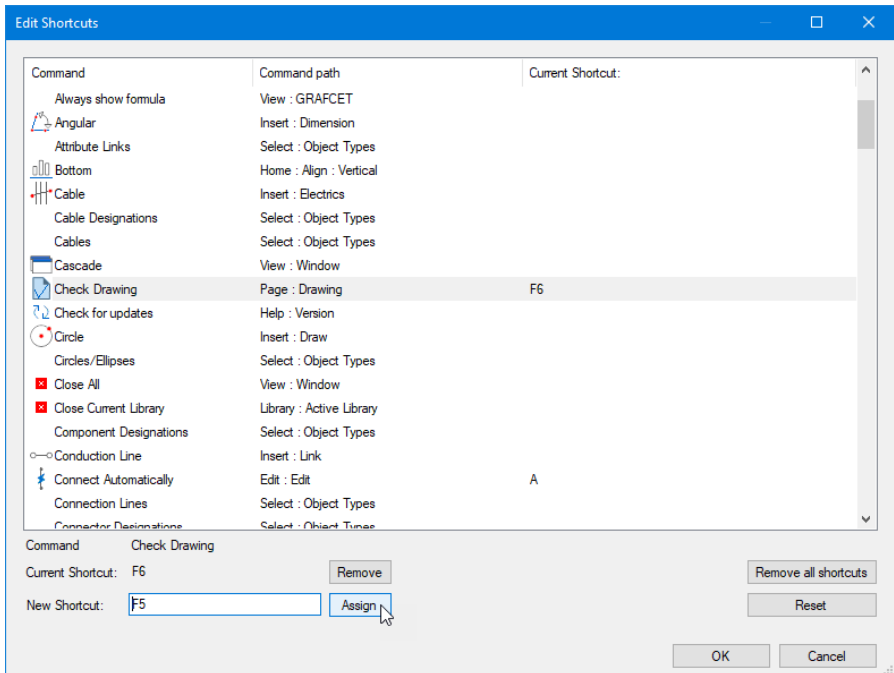 Edit Shortcuts
Command Command path Current Shortcut:
Always show formula View : GRAFCET
Angular Insert : Dimension
Attribute Links Select : Object Types
Bottom Home : Align : Vertical
Cable Insert : Electrics
Cable Designations Select : Object Types
Cables Select : Object Types
Cascade View : Window
Check Drawing Page : Drawing F6
Check for updates Help : Version
Circle Insert : Draw
Circles/Ellipses Select : Object Types
Close All View : Window
Close Current Library Library : Active Library
Component Designations Select : Object Types
Conduction Line Insert : Link
Connect Automatically Edit : Edit A
Connection Lines Select : Object Types
Connector Designations Select : Object Types
Command Check Drawing
Current Shortcut: F6 Remove Remove all shortcuts
New Shortcut: F5 Assign Reset
OK Cancel